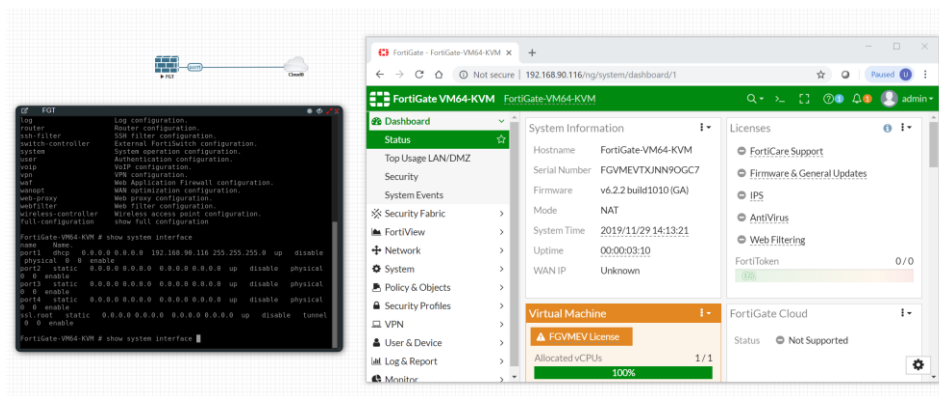 port1
FGT
Cloud0
FGT
log Log configuration.
router Router configuration.
ssh-filter SSH filter configuration.
switch-controller External FortiSwitch configuration.
system System operation configuration.
user Authentication configuration.
voip VoIP configuration.
vpn VPN configuration.
waf Web Application Firewall configuration.
wanopt WAN optimization configuration.
web-proxy Web proxy configuration.
webfilter Web filter configuration.
wireless-controller Wireless access point configuration.
full-configuration show full configuration
FortiGate-VM64-KVM # show system interface
name Name.
port1 dhcp 0.0.0.0 0.0.0.0 192.168.90.116 255.255.255.0 up disable
physical 0 0 enable
port2 static 0.0.0.0 0.0.0.0 0.0.0.0 0.0.0.0 up disable physical
0 0 enable
port3 static 0.0.0.0 0.0.0.0 0.0.0.0 0.0.0.0 up disable physical
0 0 enable
port4 static 0.0.0.0 0.0.0.0 0.0.0.0 0.0.0.0 up disable physical
0 0 enable
ssl.root static 0.0.0.0 0.0.0.0 0.0.0.0 0.0.0.0 up disable tunnel
0 0 enable
FortiGate-VM64-KVM # show system interface
FortiGate - FortiGate-VM64-KVM
Not secure | 192.168.90.116/ng/system/dashboard/1
Paused U
FortiGate VM64-KVM FortiGate-VM64-KVM
1 1 admin
Dashboard
Status
Top Usage LAN/DMZ
Security
System Events
Security Fabric
FortiView
Network
System
Policy & Objects
Security Profiles
VPN
User & Device
Log & Report
Monitor
System Information
Hostname FortiGate-VM64-KVM
Serial Number FGVMEVTXJNN9OGC7
Firmware v6.2.2 build1010 (GA)
Mode NAT
System Time 2019/11/29 14:13:21
Uptime 00:00:03:10
WAN IP Unknown
Licenses
FortiCare Support
Firmware & General Updates
IPS
AntiVirus
Web Filtering
FortiToken 0/0
0%
Virtual Machine
FGVMEV License
Allocated vCPUs 1/1
100%
FortiGate Cloud
Status Not Supported